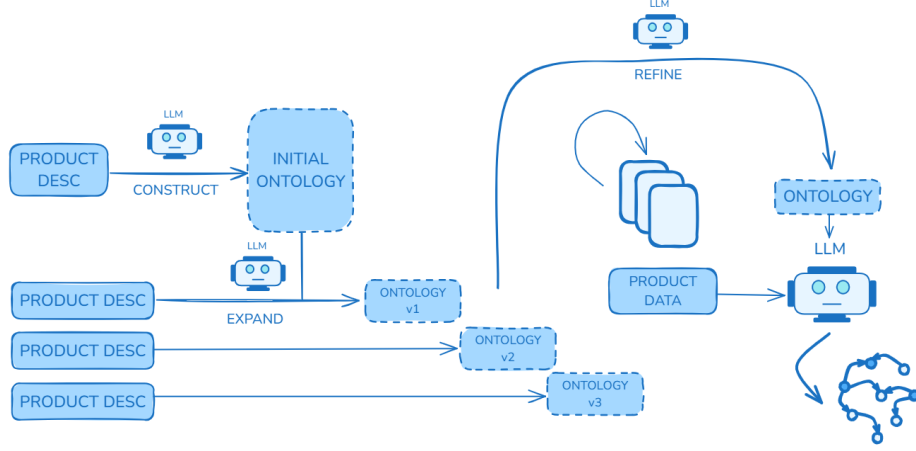 LLM
REFINE
LLM
PRODUCT
DESC
CONSTRUCT
INITIAL
ONTOLOGY
ONTOLOGY
LLM
LLM
PRODUCT DESC
EXPAND
ONTOLOGY
v1
PRODUCT
DATA
PRODUCT DESC
ONTOLOGY
v2
PRODUCT DESC
ONTOLOGY
v3